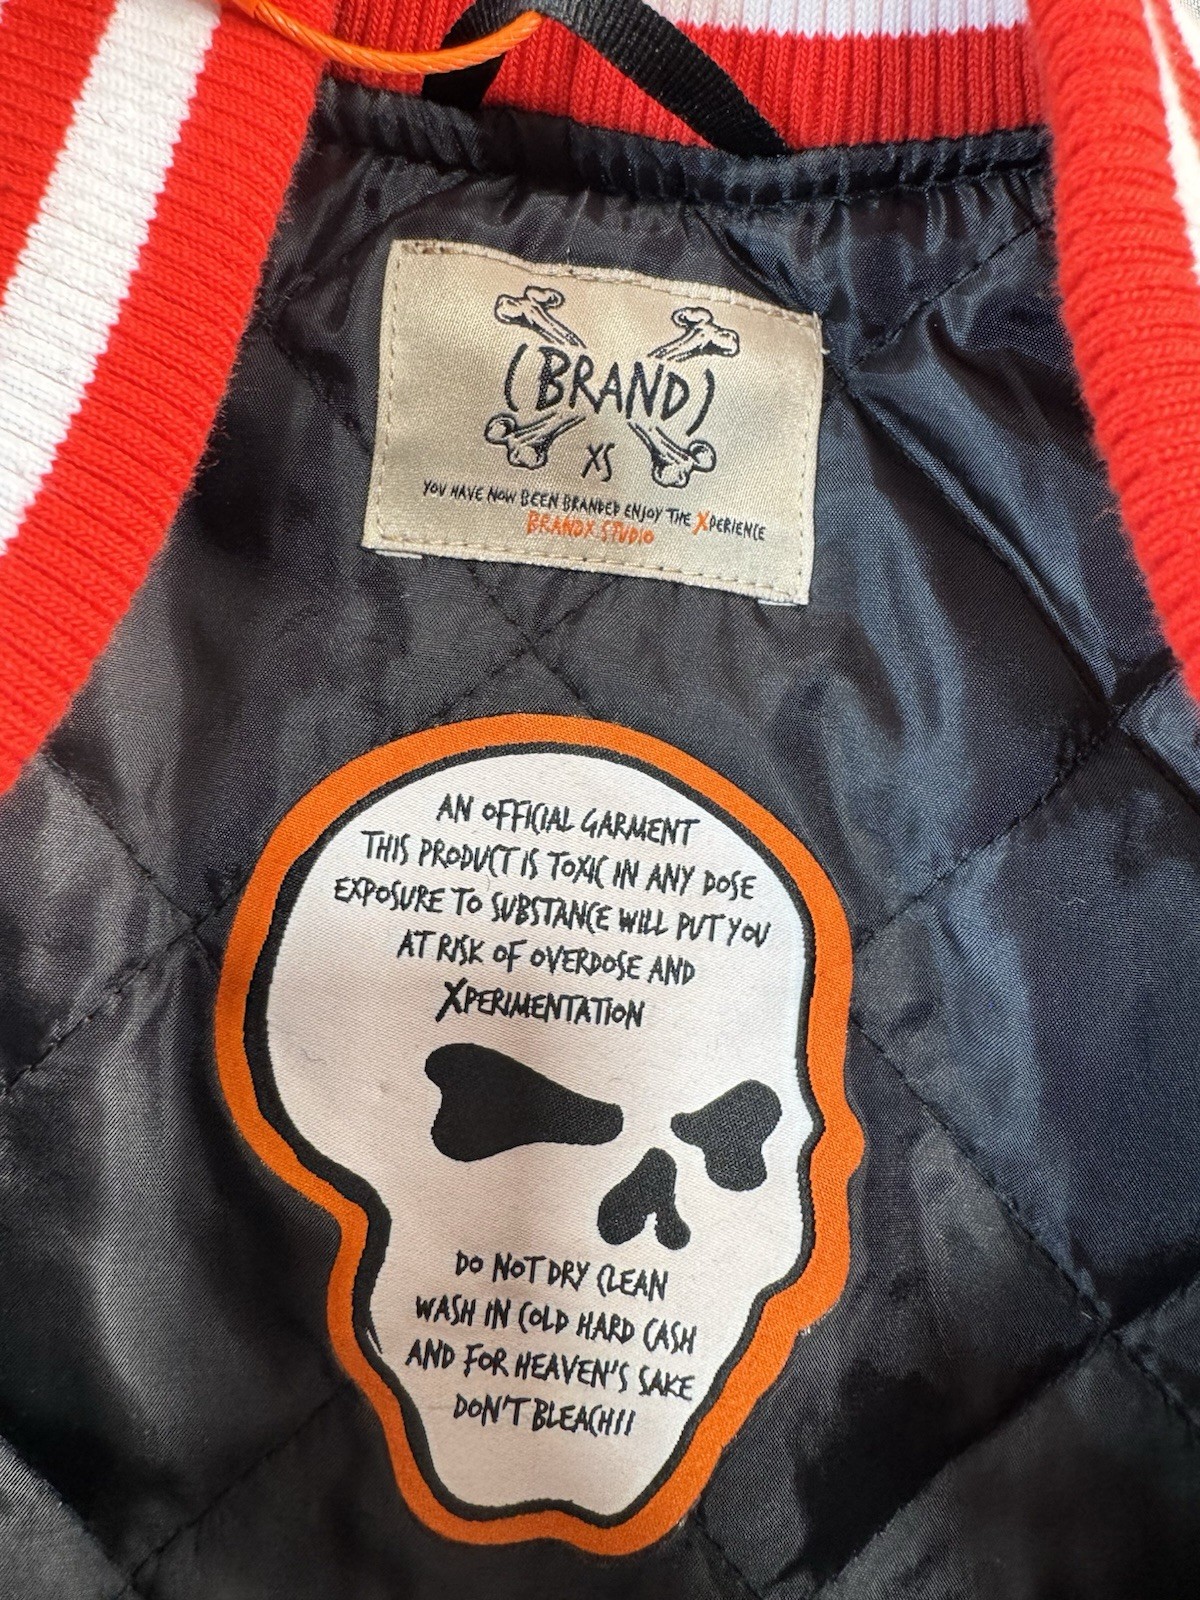 (BRAND)
XS
YOU HAVE NOW BEEN BRANDED ENJOY THE XPERIENCE
BRANDX STUDIO
AN OFFICIAL GARMENT
THIS PRODUCT IS TOXIC IN ANY DOSE
EXPOSURE TO SUBSTANCE WILL PUT YOU
AT RISK OF OVERDOSE AND
XPERIMENTATION
DO NOT DRY CLEAN
WASH IN COLD HARD CASH
AND FOR HEAVEN'S SAKE
DON'T BLEACH!!